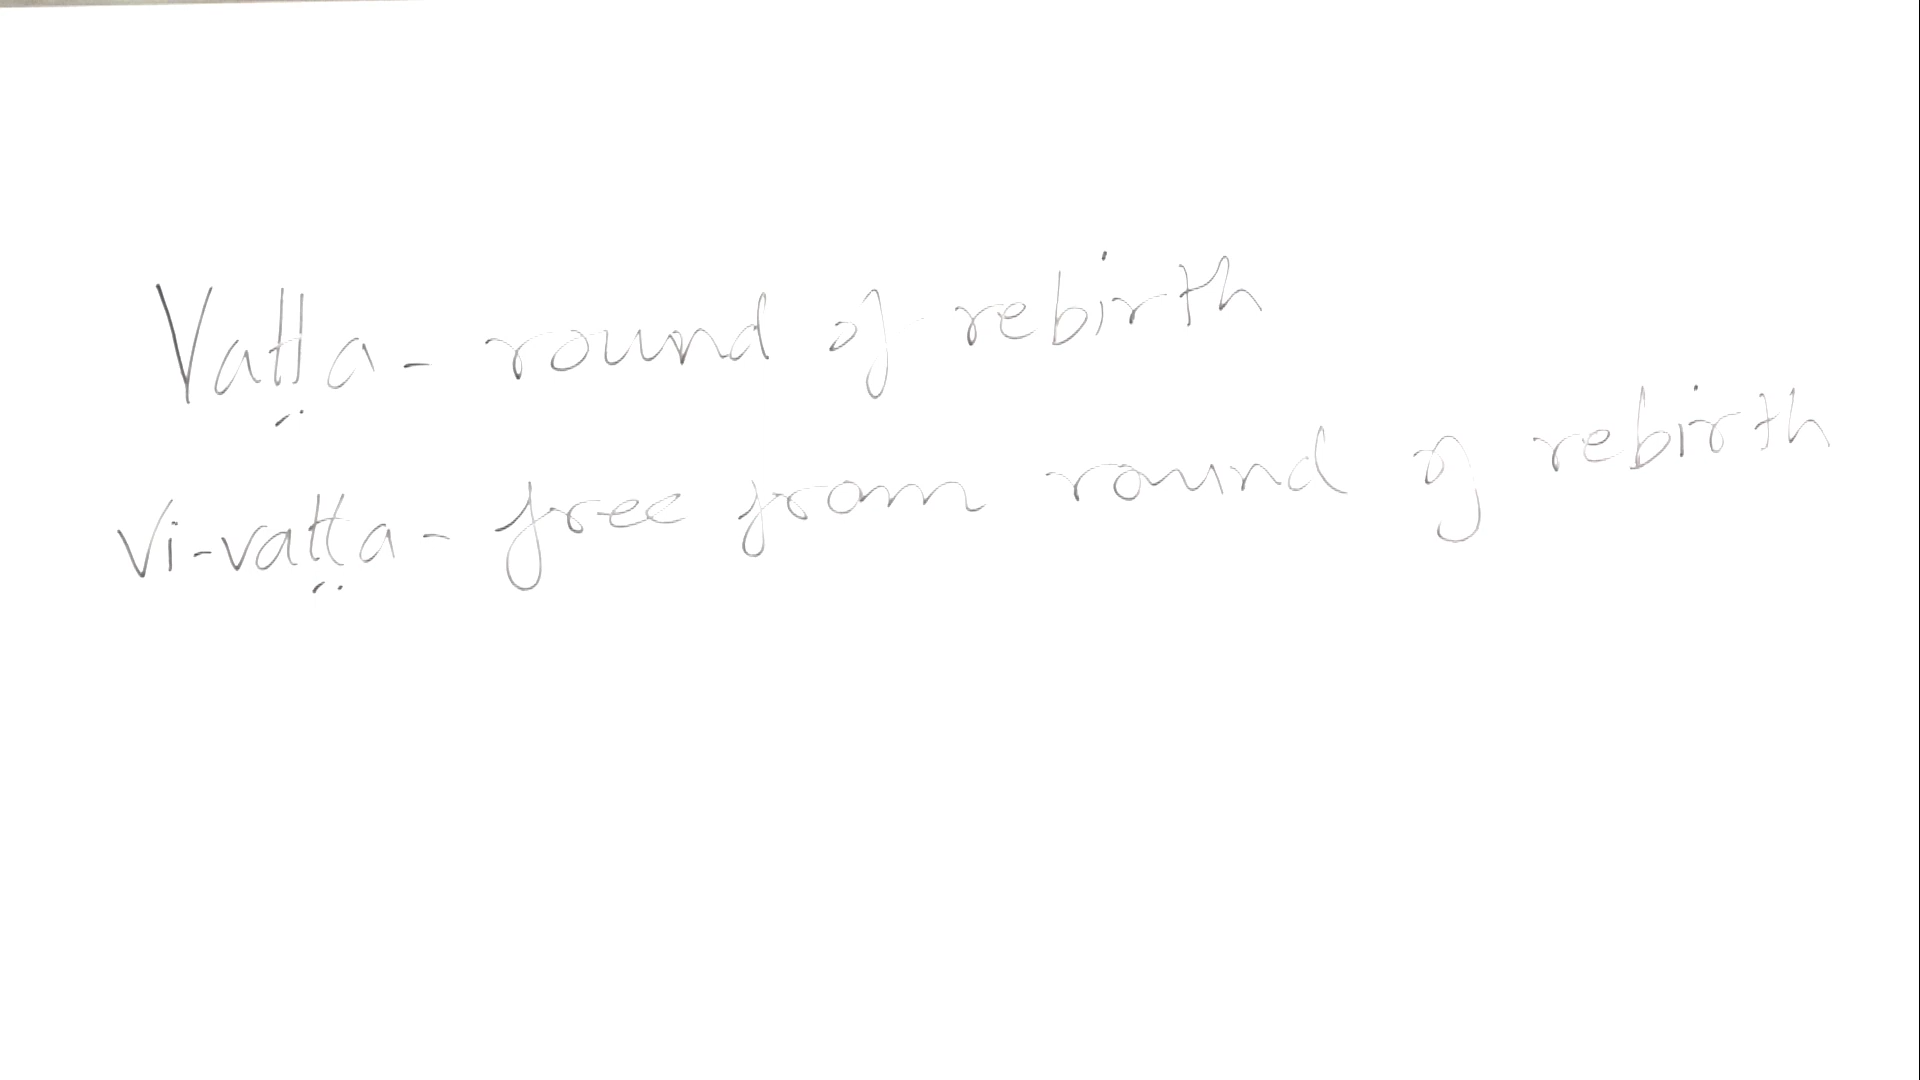 Vaṭṭa - round of rebirth
Vi-vaṭṭa - free from round of rebirth